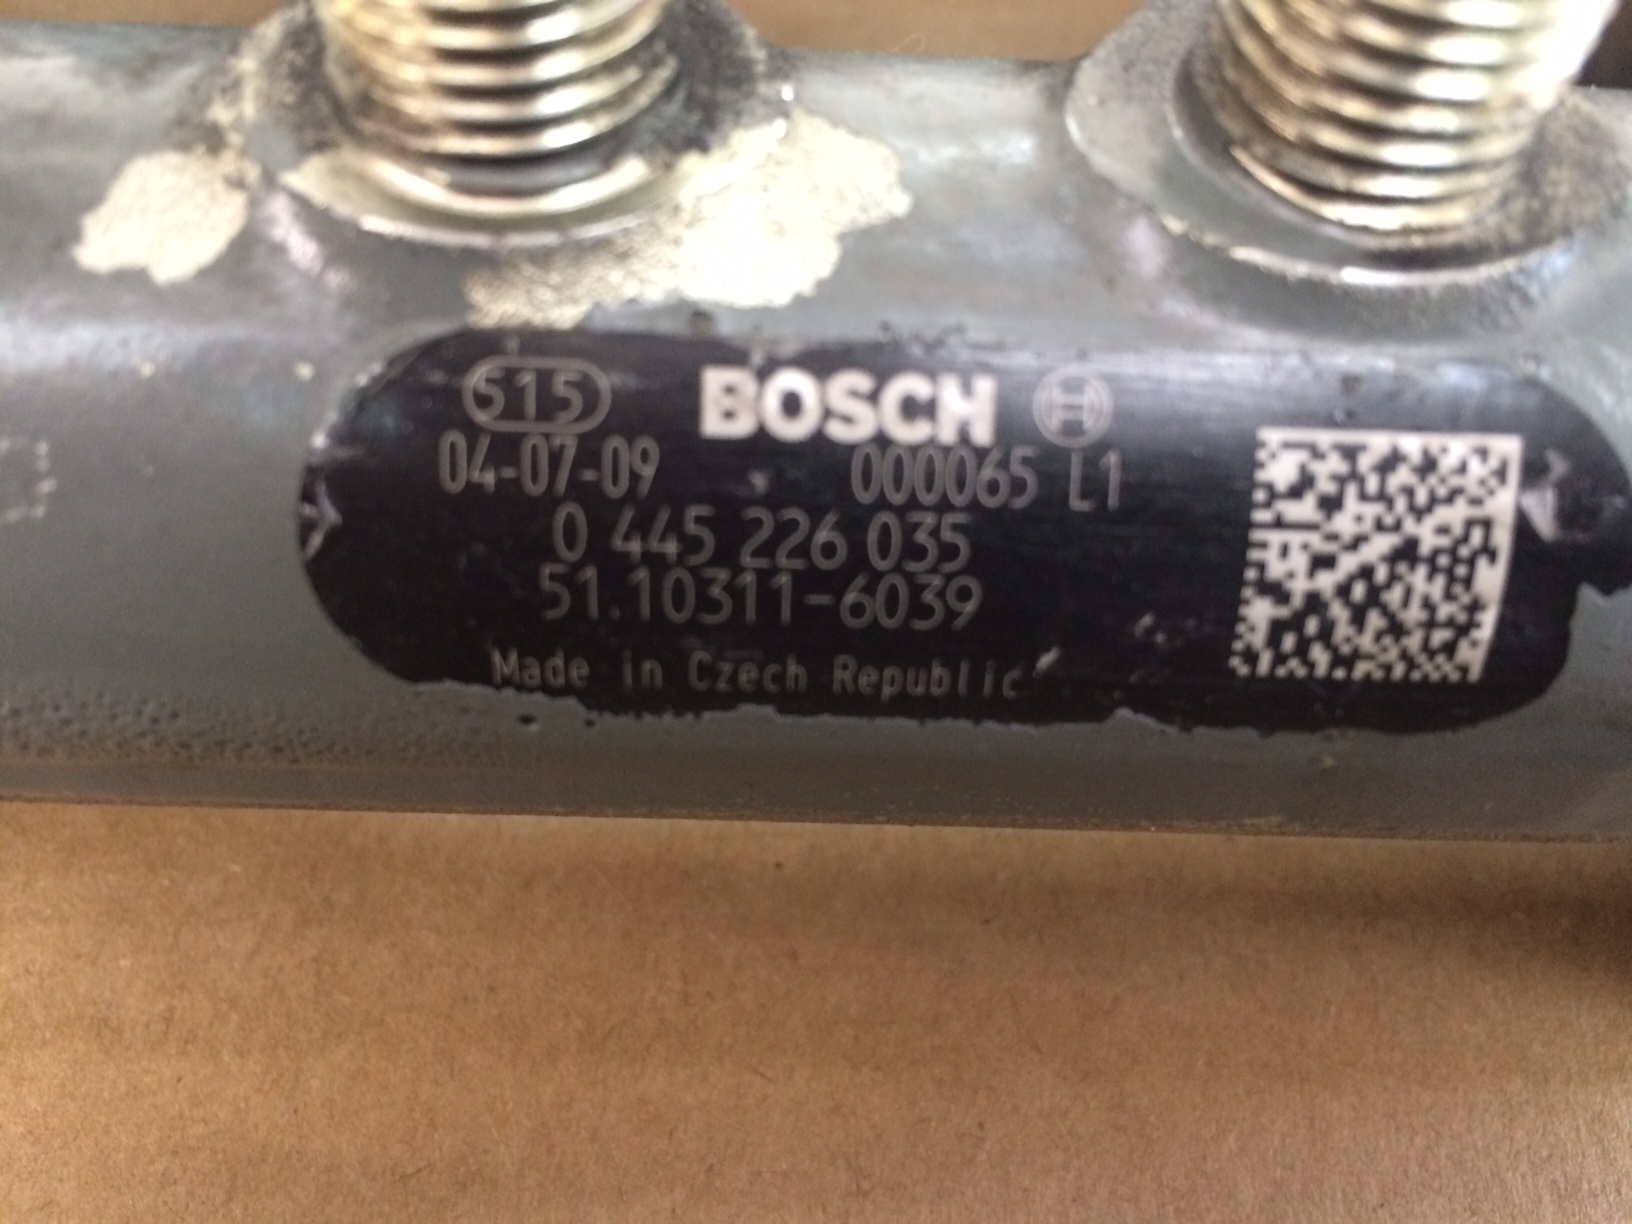 515 BOSCH
04-07-09 000065 L1
0 445 226 035
51.10311-6039
Made in Czech Republic